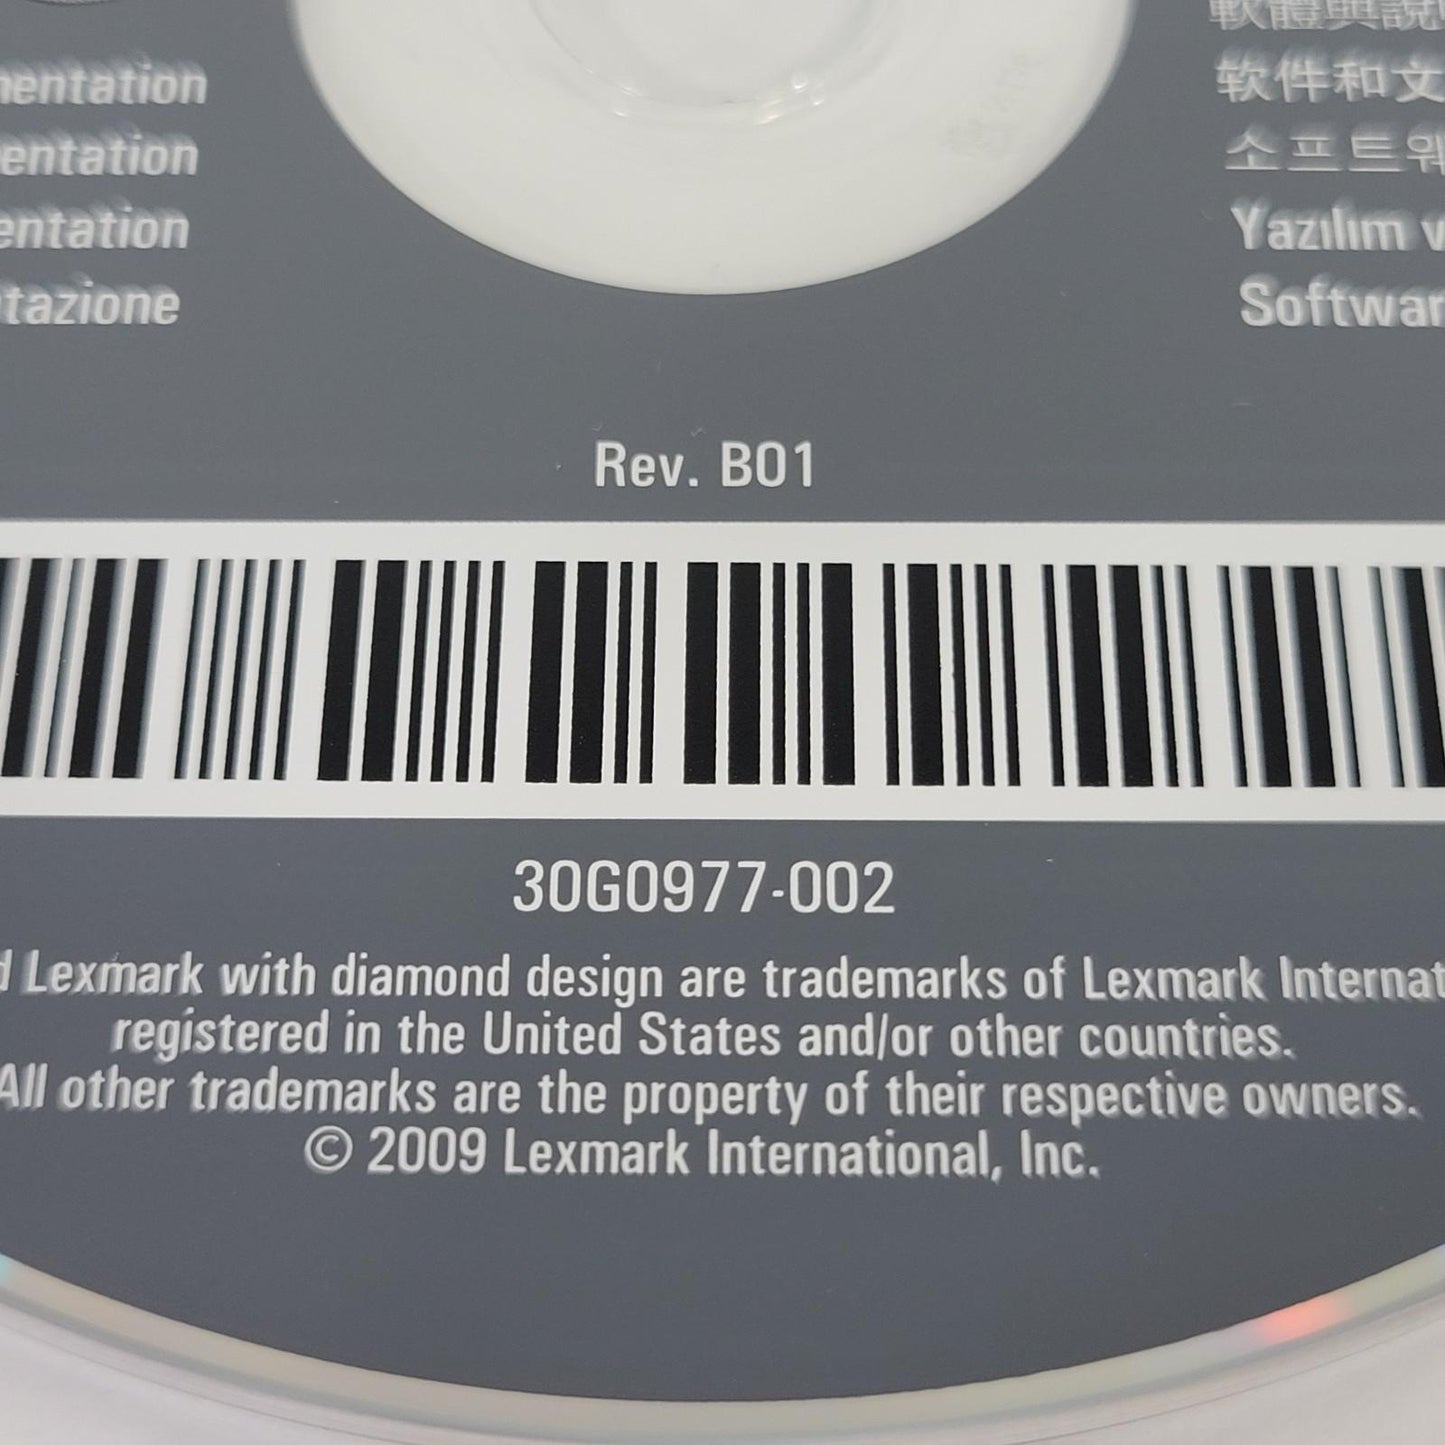 mentation
entation
entation
tazione
軟體與說
软件和文
소프트웨
Yazılım v
Softwar
Rev. B01
30G0977-002
d Lexmark with diamond design are trademarks of Lexmark Internat
registered in the United States and/or other countries.
All other trademarks are the property of their respective owners.
© 2009 Lexmark International, Inc.